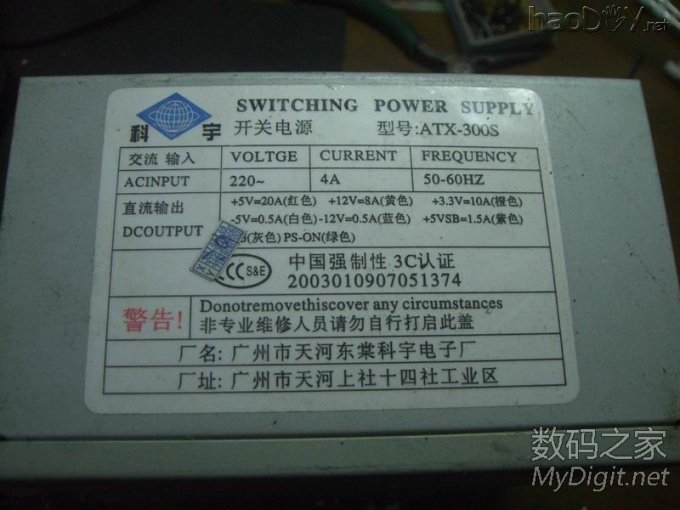 haoDIY.net
SWITCHING POWER SUPPLY
科 宇 开关电源 型号:ATX-300S
交流 输入 VOLTGE CURRENT FREQUENCY
ACINPUT 220~ 4A 50-60HZ
直流输出 +5V=20A(红色) +12V=8A(黄色) +3.3V=10A(橙色)
-5V=0.5A(白色) -12V=0.5A(蓝色) +5VSB=1.5A(紫色)
DCOUTPUT (灰色) PS-ON(绿色)
CCC S&E 中国强制性 3C认证
2003010907051374
警告! Donotremovethiscover any circumstances
非专业维修人员请勿自行打启此盖
厂名: 广州市天河东棠科宇电子厂
厂址: 广州市天河上社十四社工业区
数码之家
MyDigit.net